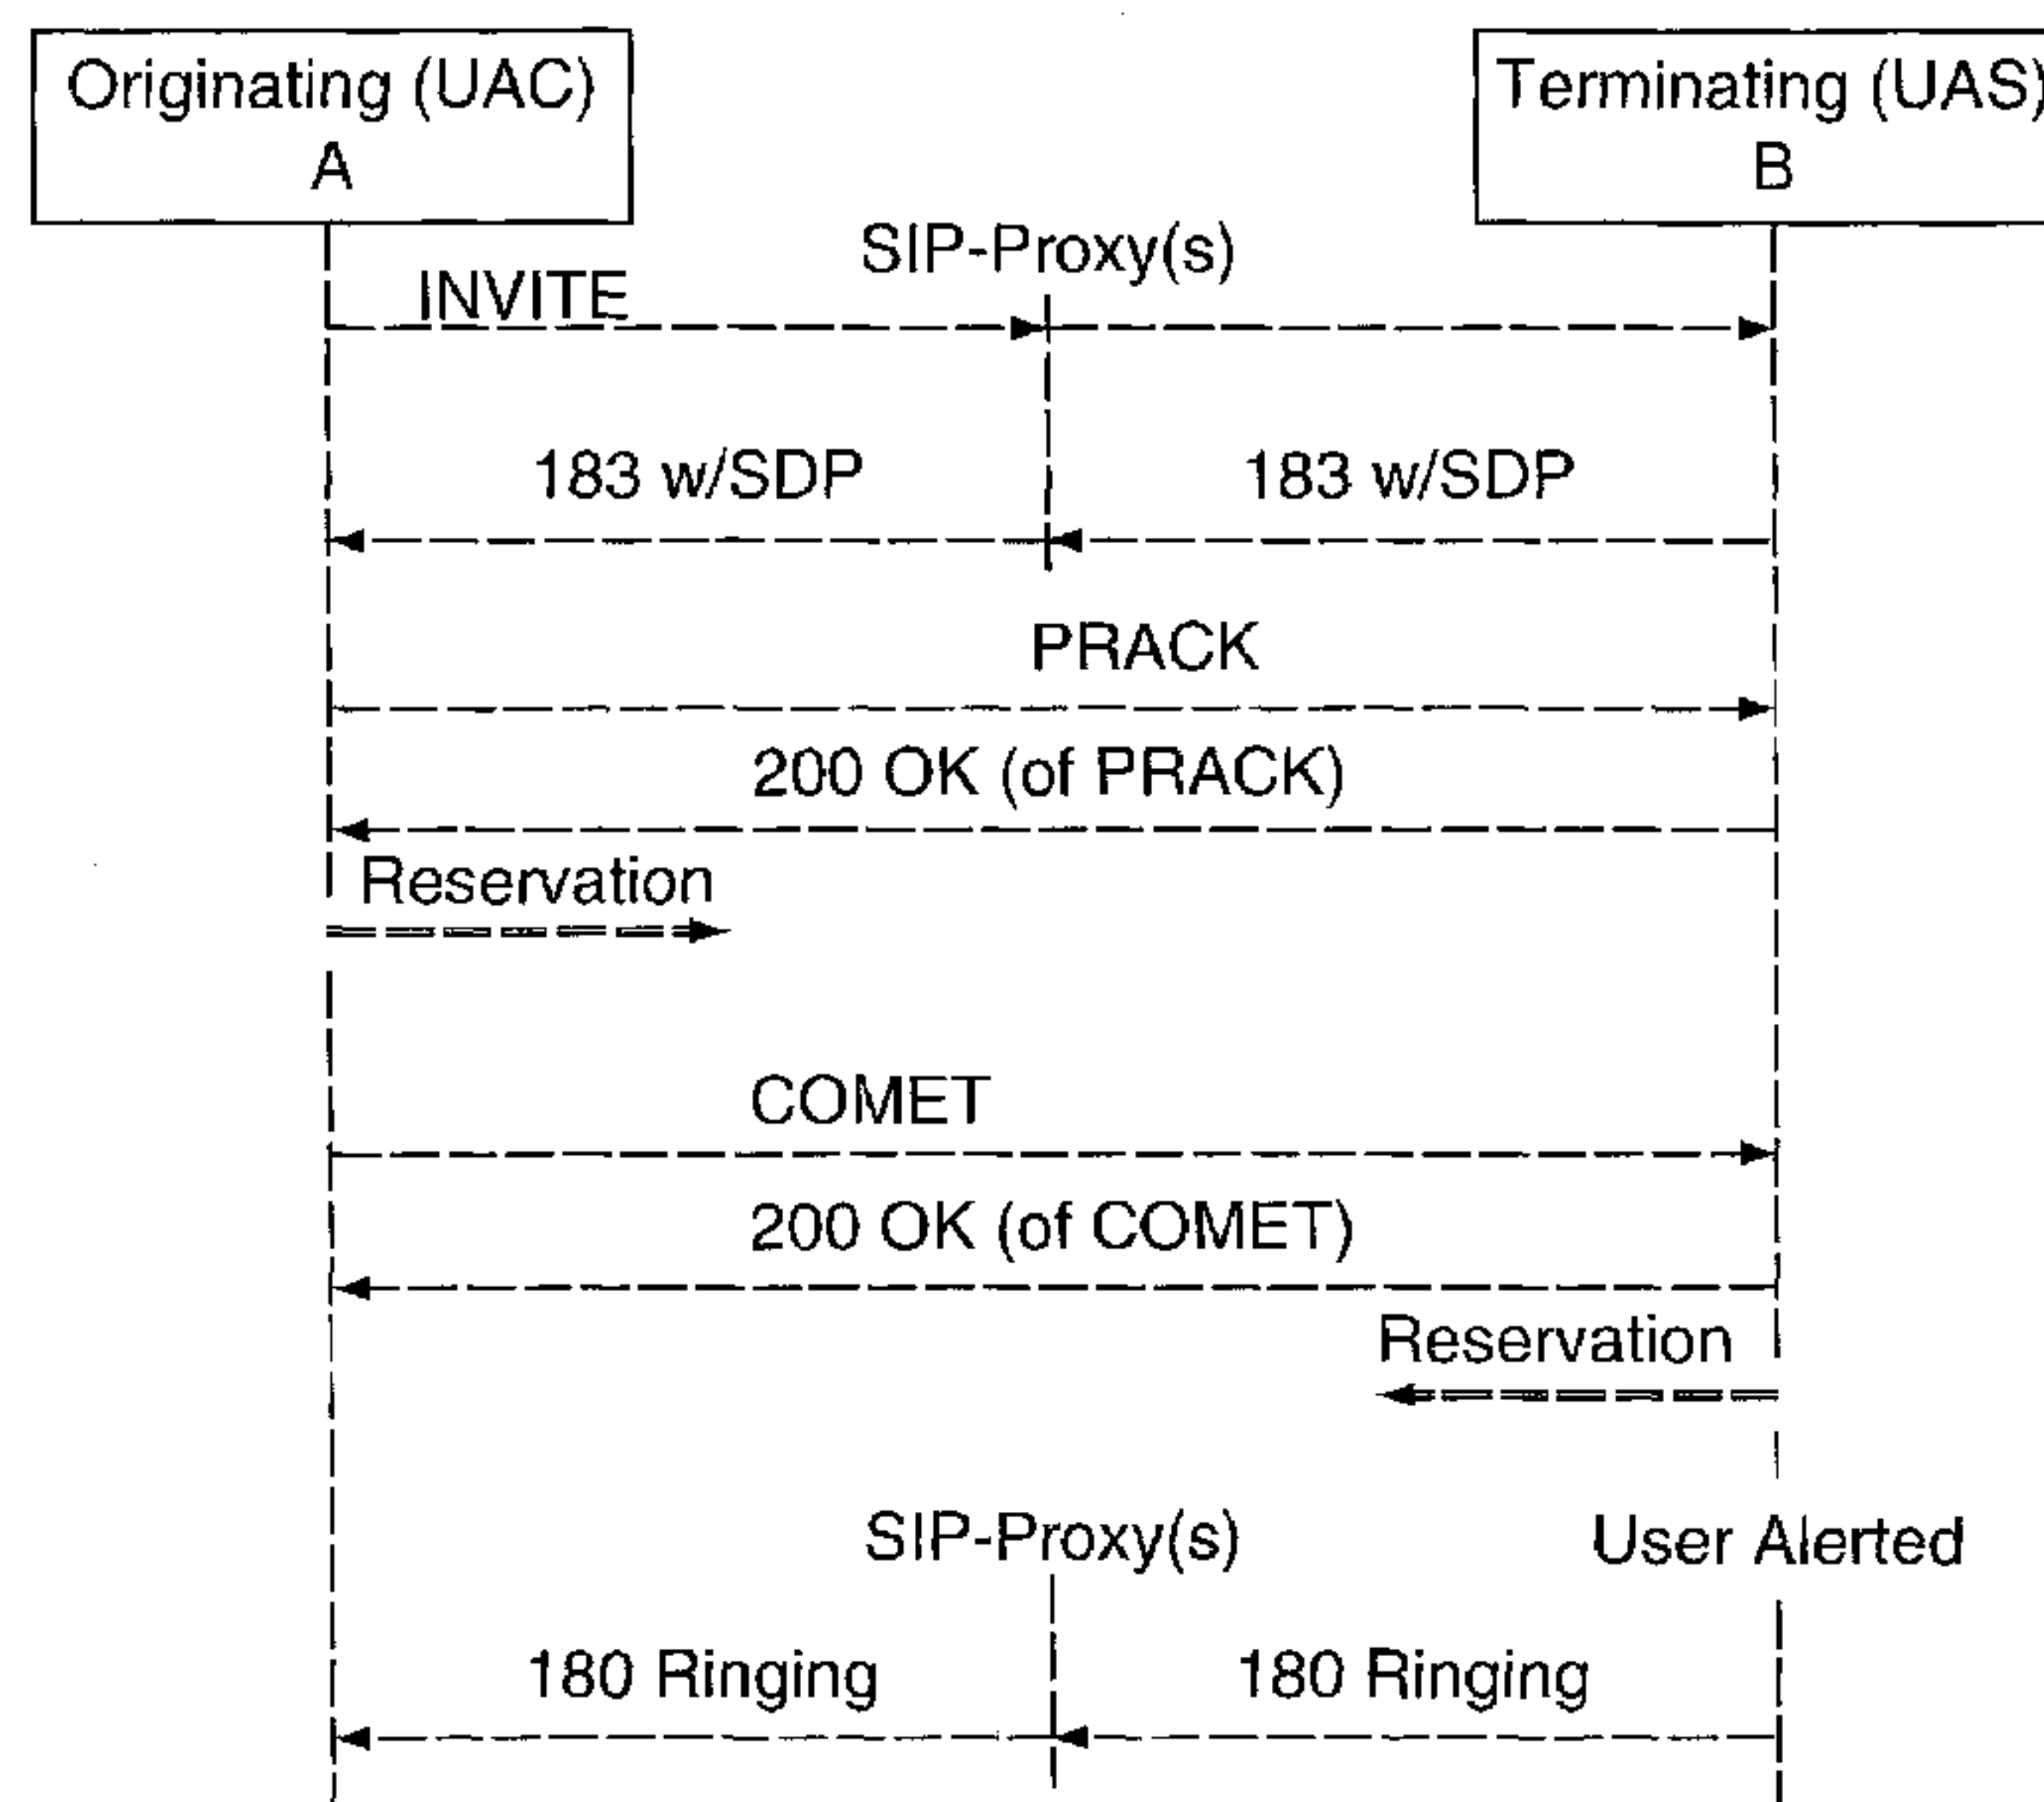 Originating (UAC)
A
Terminating (UAS)
B
SIP-Proxy(s)
INVITE
183 w/SDP
183 w/SDP
PRACK
200 OK (of PRACK)
Reservation
COMET
200 OK (of COMET)
Reservation
SIP-Proxy(s)
User Alerted
180 Ringing
180 Ringing